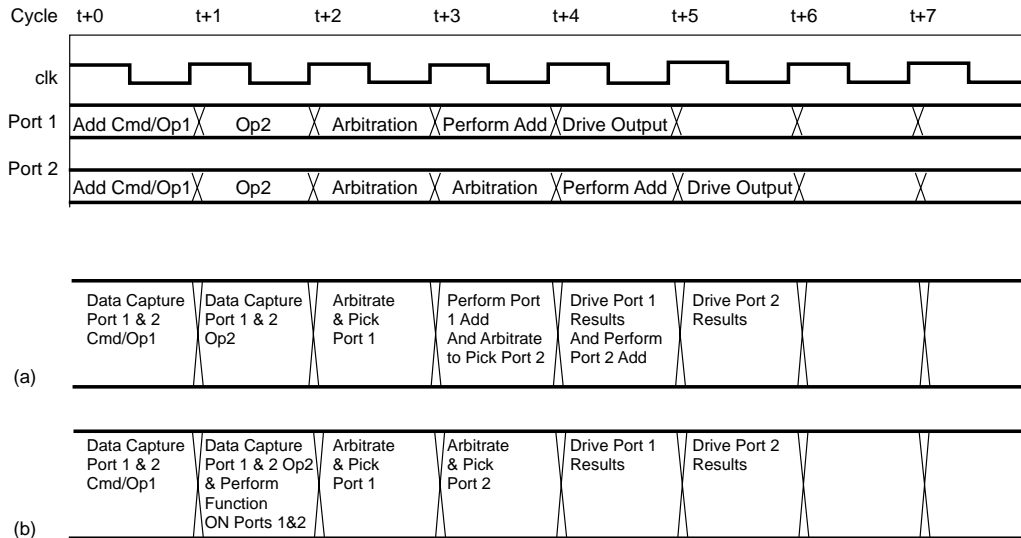 Cycle t+0 t+1 t+2 t+3 t+4 t+5 t+6 t+7
clk
Port 1 Add Cmd/Op1 Op2 Arbitration Perform Add Drive Output
Port 2
Add Cmd/Op1 Op2 Arbitration Arbitration Perform Add Drive Output
(a)
Data Capture
Port 1 & 2
Cmd/Op1
Data Capture
Port 1 & 2
Op2
Arbitrate
& Pick
Port 1
Perform Port
1 Add
And Arbitrate
to Pick Port 2
Drive Port 1
Results
And Perform
Port 2 Add
Drive Port 2
Results
(b)
Data Capture
Port 1 & 2
Cmd/Op1
Data Capture
Port 1 & 2 Op2
& Perform
Function
ON Ports 1&2
Arbitrate
& Pick
Port 1
Arbitrate
& Pick
Port 2
Drive Port 1
Results
Drive Port 2
Results